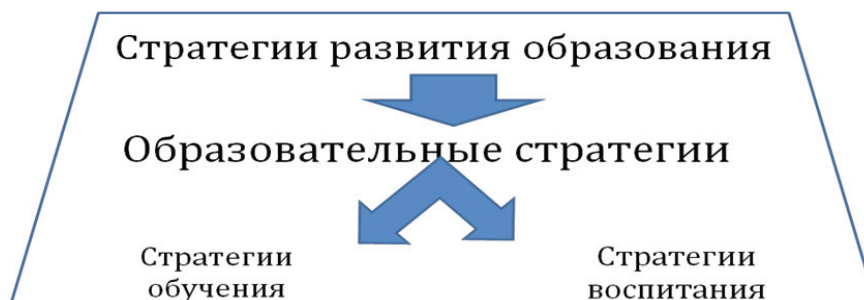 Стратегии развития образования
Образовательные стратегии
Стратегии
обучения
Стратегии
воспитания